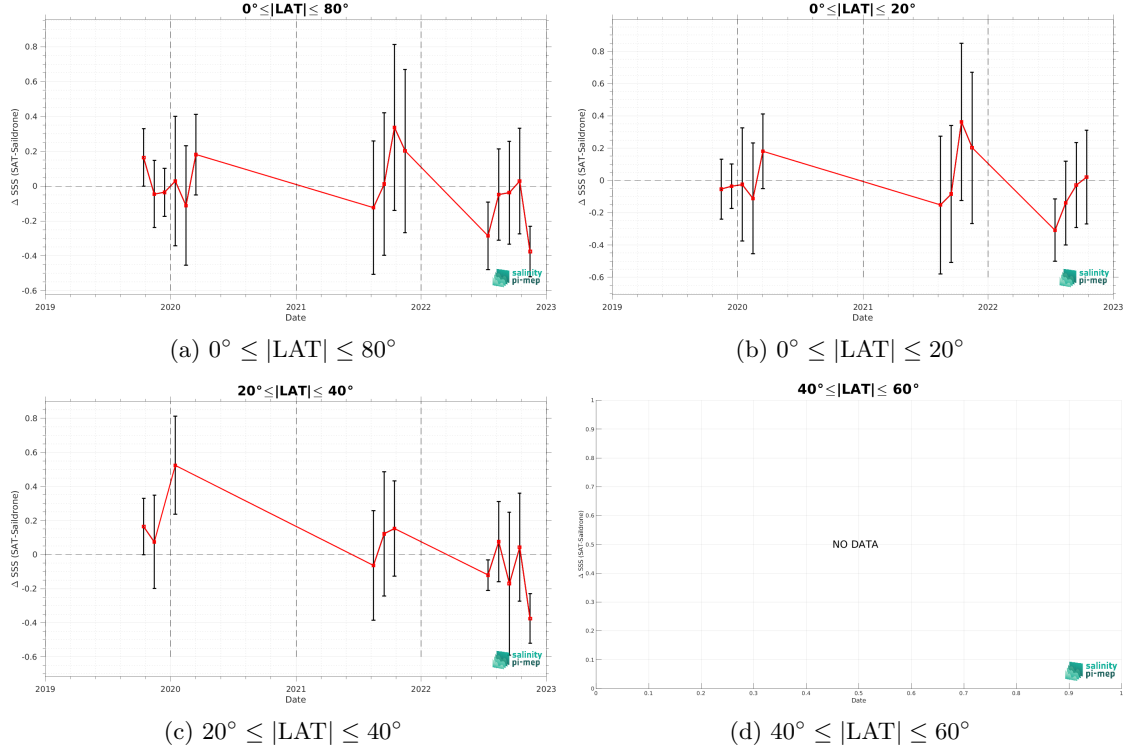 0°≤|LAT|≤ 80°
Δ SSS (SAT-Saildrone)
0.8
0.6
0.4
0.2
0
-0.2
-0.4
-0.6
2019
2020
2021
2022
2023
Date
salinity
pi-mep
(a) 0° ≤ |LAT| ≤ 80°
0°≤|LAT|≤ 20°
Δ SSS (SAT-Saildrone)
0.8
0.6
0.4
0.2
0
-0.2
-0.4
-0.6
2019
2020
2021
2022
2023
Date
salinity
pi-mep
(b) 0° ≤ |LAT| ≤ 20°
20°≤|LAT|≤ 40°
Δ SSS (SAT-Saildrone)
0.8
0.6
0.4
0.2
0
-0.2
-0.4
-0.6
2019
2020
2021
2022
2023
Date
salinity
pi-mep
(c) 20° ≤ |LAT| ≤ 40°
40°≤|LAT|≤ 60°
Δ SSS (SAT-Saildrone)
1
0.9
0.8
0.7
0.6
0.5
0.4
0.3
0.2
0.1
0
NO DATA
0
0.1
0.2
0.3
0.4
0.5
0.6
0.7
0.8
0.9
1
Date
salinity
pi-mep
(d) 40° ≤ |LAT| ≤ 60°